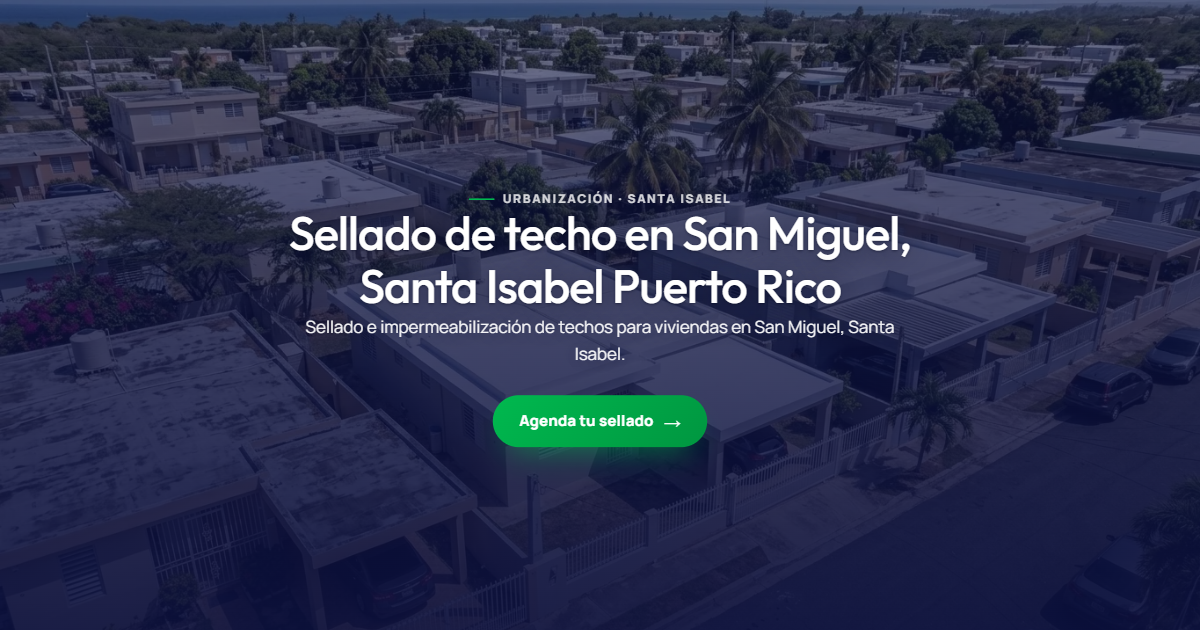 URBANIZACIÓN · SANTA ISABEL
Sellado de techo en San Miguel,
Santa Isabel Puerto Rico
Sellado e impermeabilización de techos para viviendas en San Miguel, Santa
Isabel.
Agenda tu sellado →